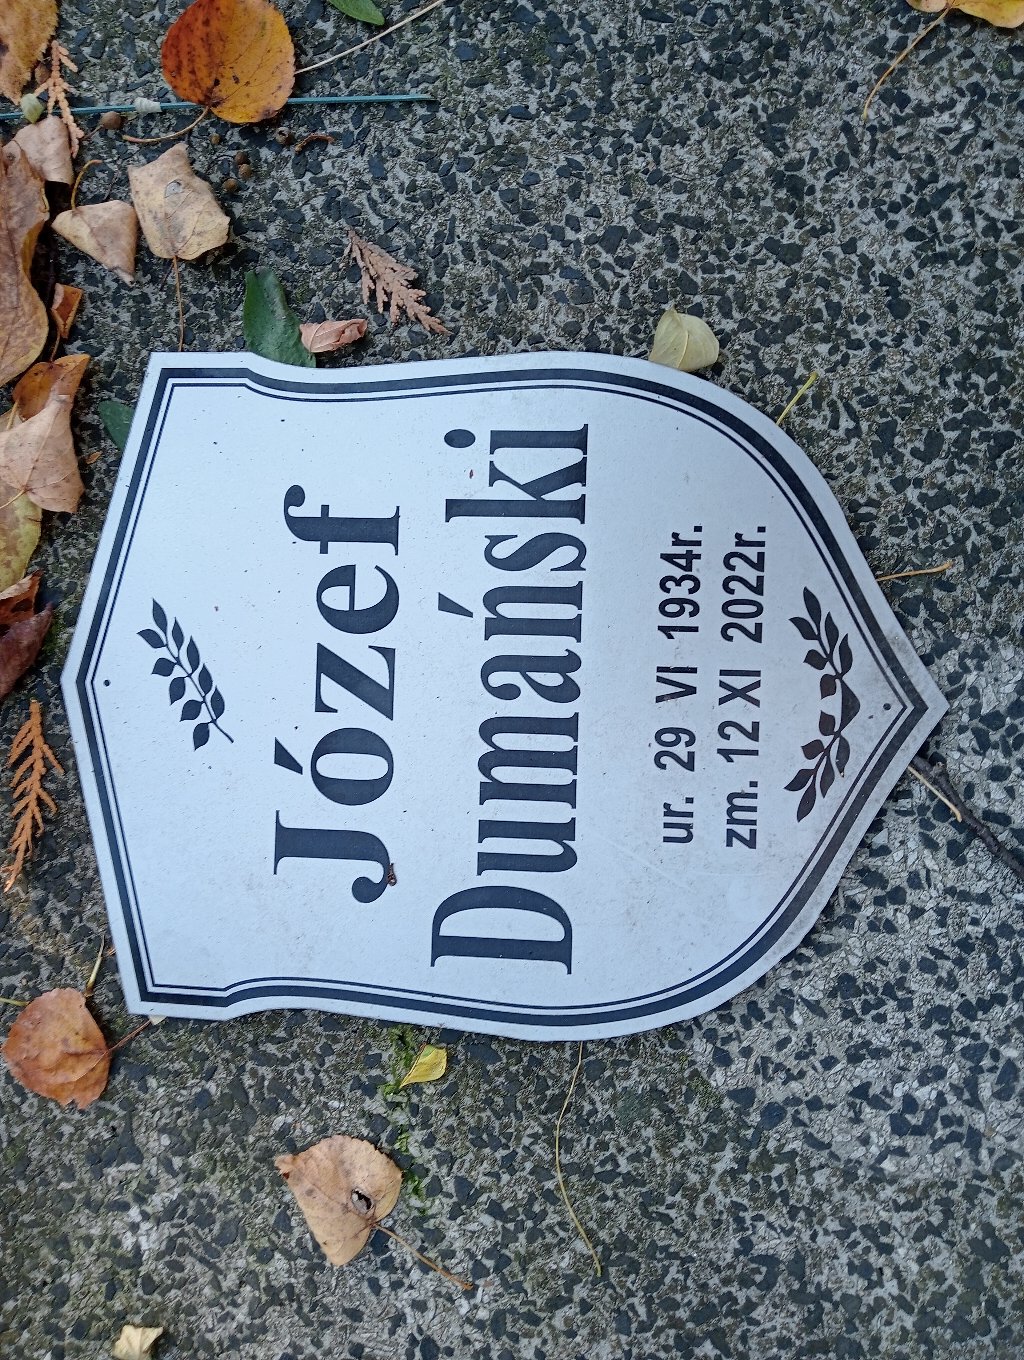 Józef
Dumański
ur. 29 VI 1934r.
zm. 12 XI 2022r.